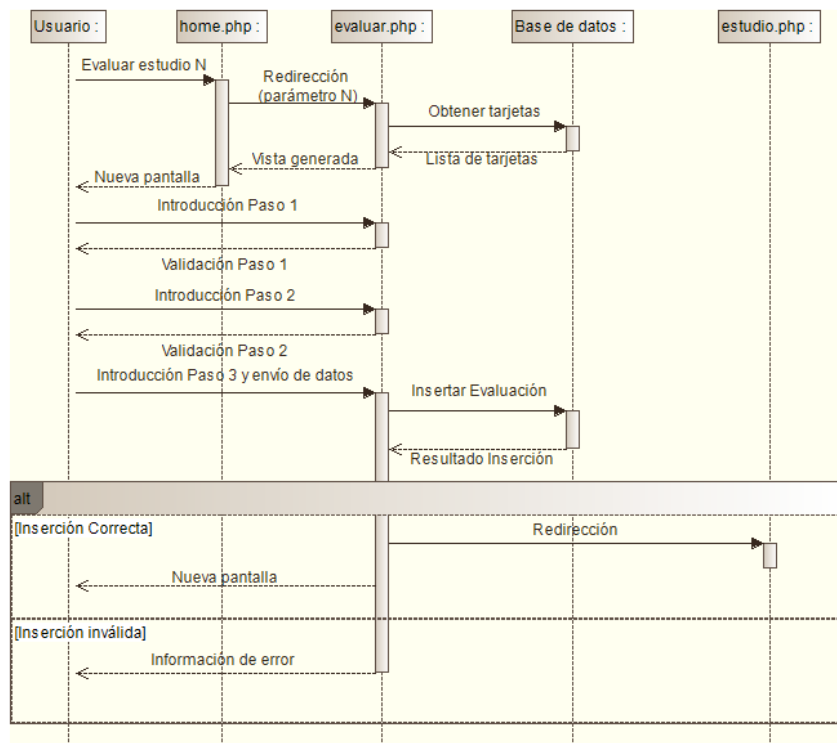 Usuario :
home.php :
evaluar.php :
Base de datos :
estudio.php :
Evaluar estudio N
Redirección
(parámetro N)
Obtener tarjetas
Lista de tarjetas
Vista generada
Nueva pantalla
Introducción Paso 1
Validación Paso 1
Introducción Paso 2
Validación Paso 2
Introducción Paso 3 y envío de datos
Insertar Evaluación
Resultado Inserción
alt
[Inserción Correcta]
Redirección
Nueva pantalla
[Inserción inválida]
Información de error